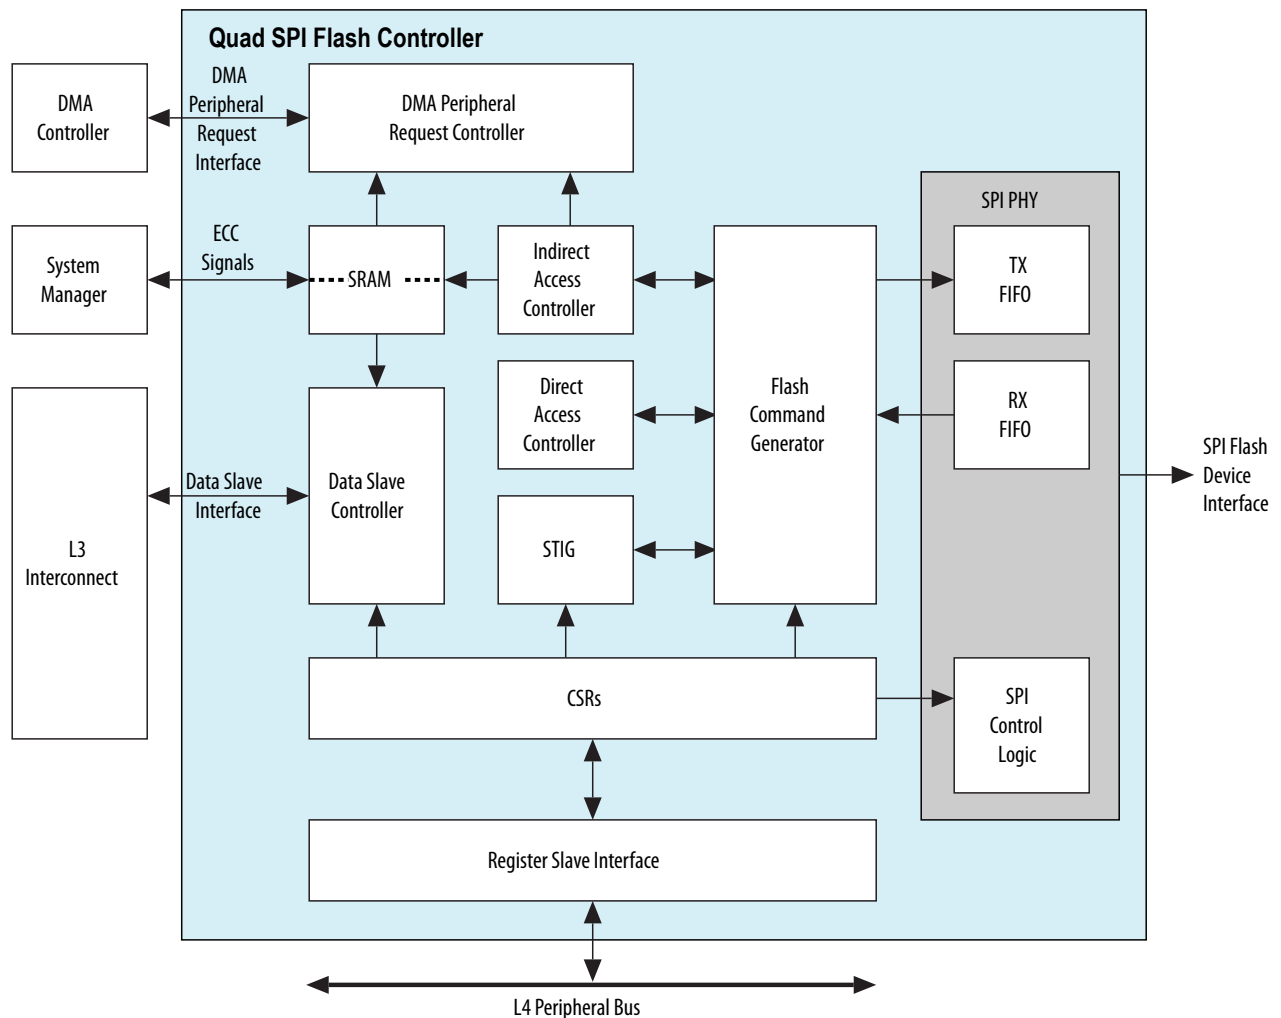 Quad SPI Flash Controller
DMA
Controller
DMA
Peripheral
Request
Interface
DMA Peripheral
Request Controller
SPI PHY
System
Manager
ECC
Signals
SRAM
Indirect
Access
Controller
TX
FIFO
Direct
Access
Controller
Flash
Command
Generator
RX
FIFO
SPI Flash
Device
Interface
L3
Interconnect
Data Slave
Interface
Data Slave
Controller
STIG
CSRs
SPI
Control
Logic
Register Slave Interface
L4 Peripheral Bus